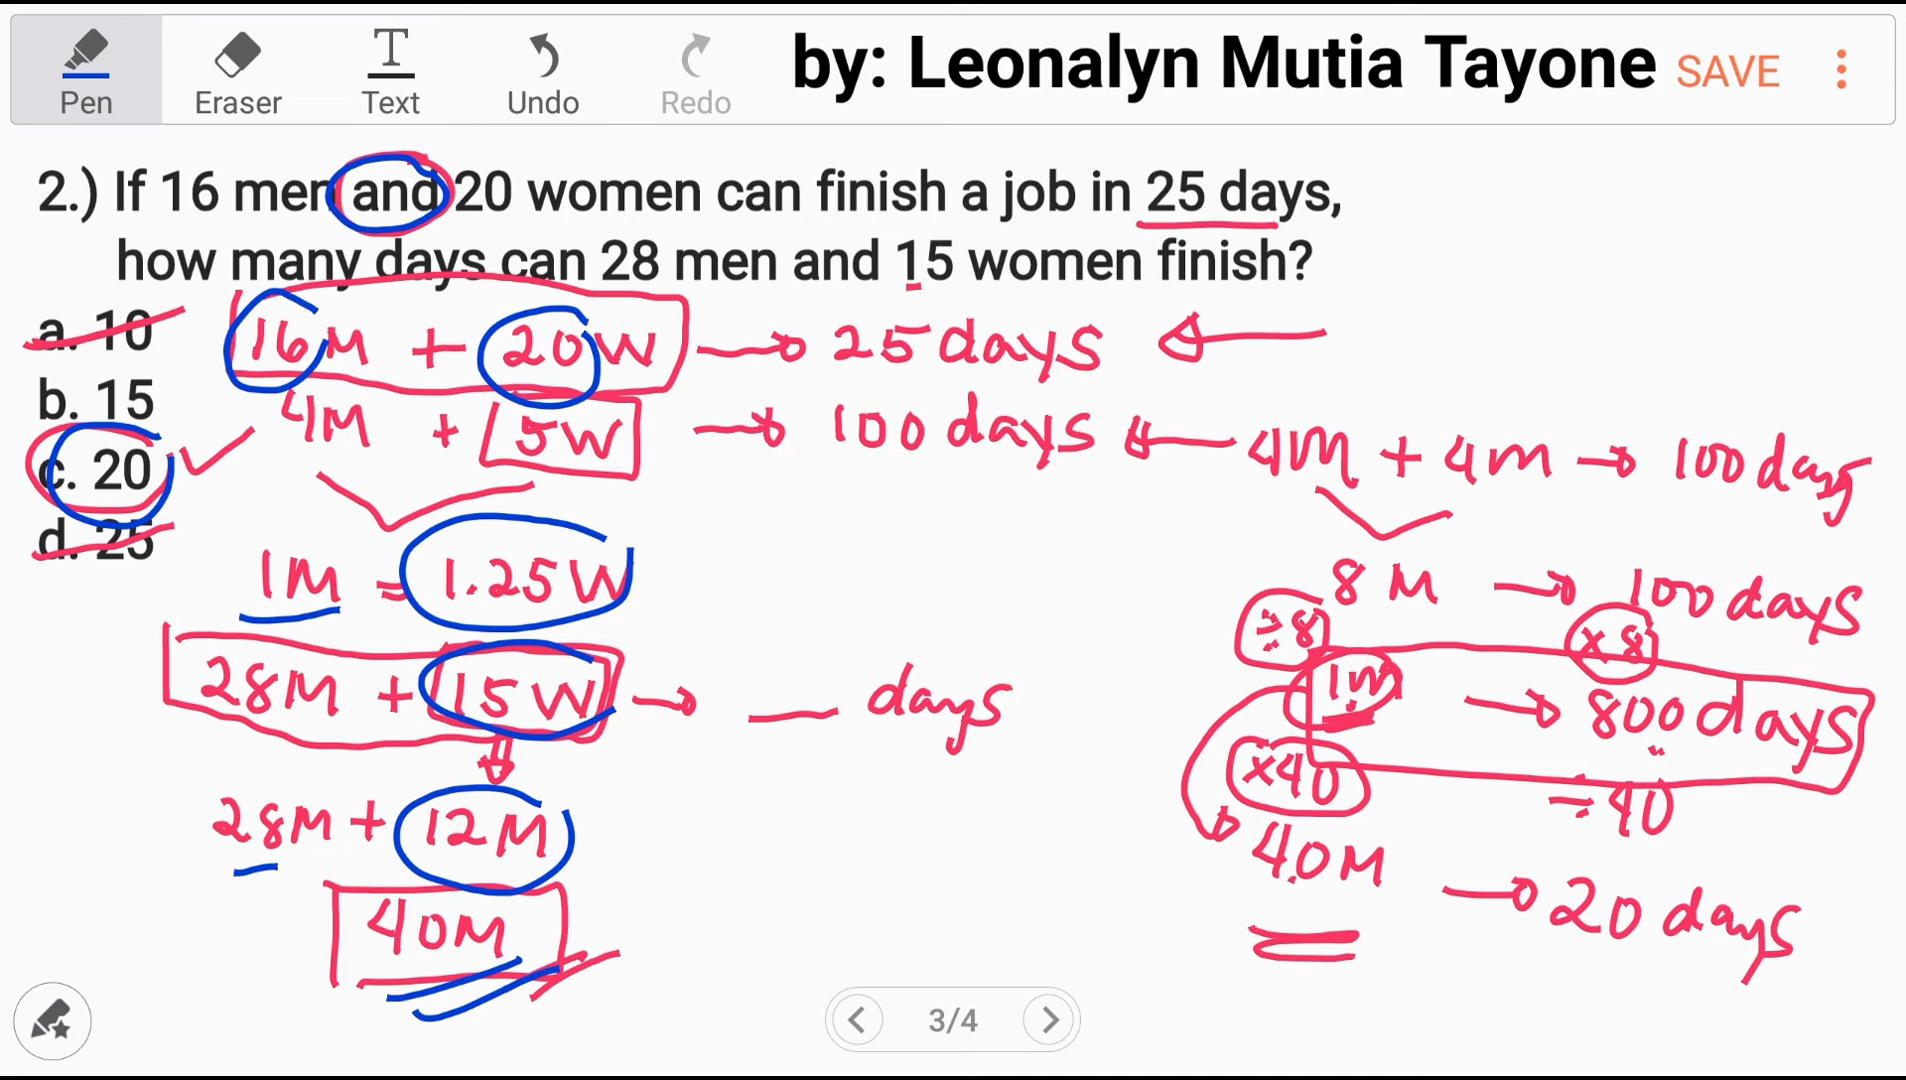 Pen Eraser Text Undo Redo by: Leonalyn Mutia Tayone SAVE
2.) If 16 men and 20 women can finish a job in 25 days,
how many days can 28 men and 15 women finish?
a. 10
b. 15
c. 20
d. 25
16M + 20W → 25 days ←
4M + 5W → 100 days ← 4M + 4M → 100 days
1M = 1.25W
28M + 15W → __ days
28M + 12M
40M
8M → 100 days
÷8 ×8
1M → 800 days
×40 ÷40
40M → 20 days
3/4